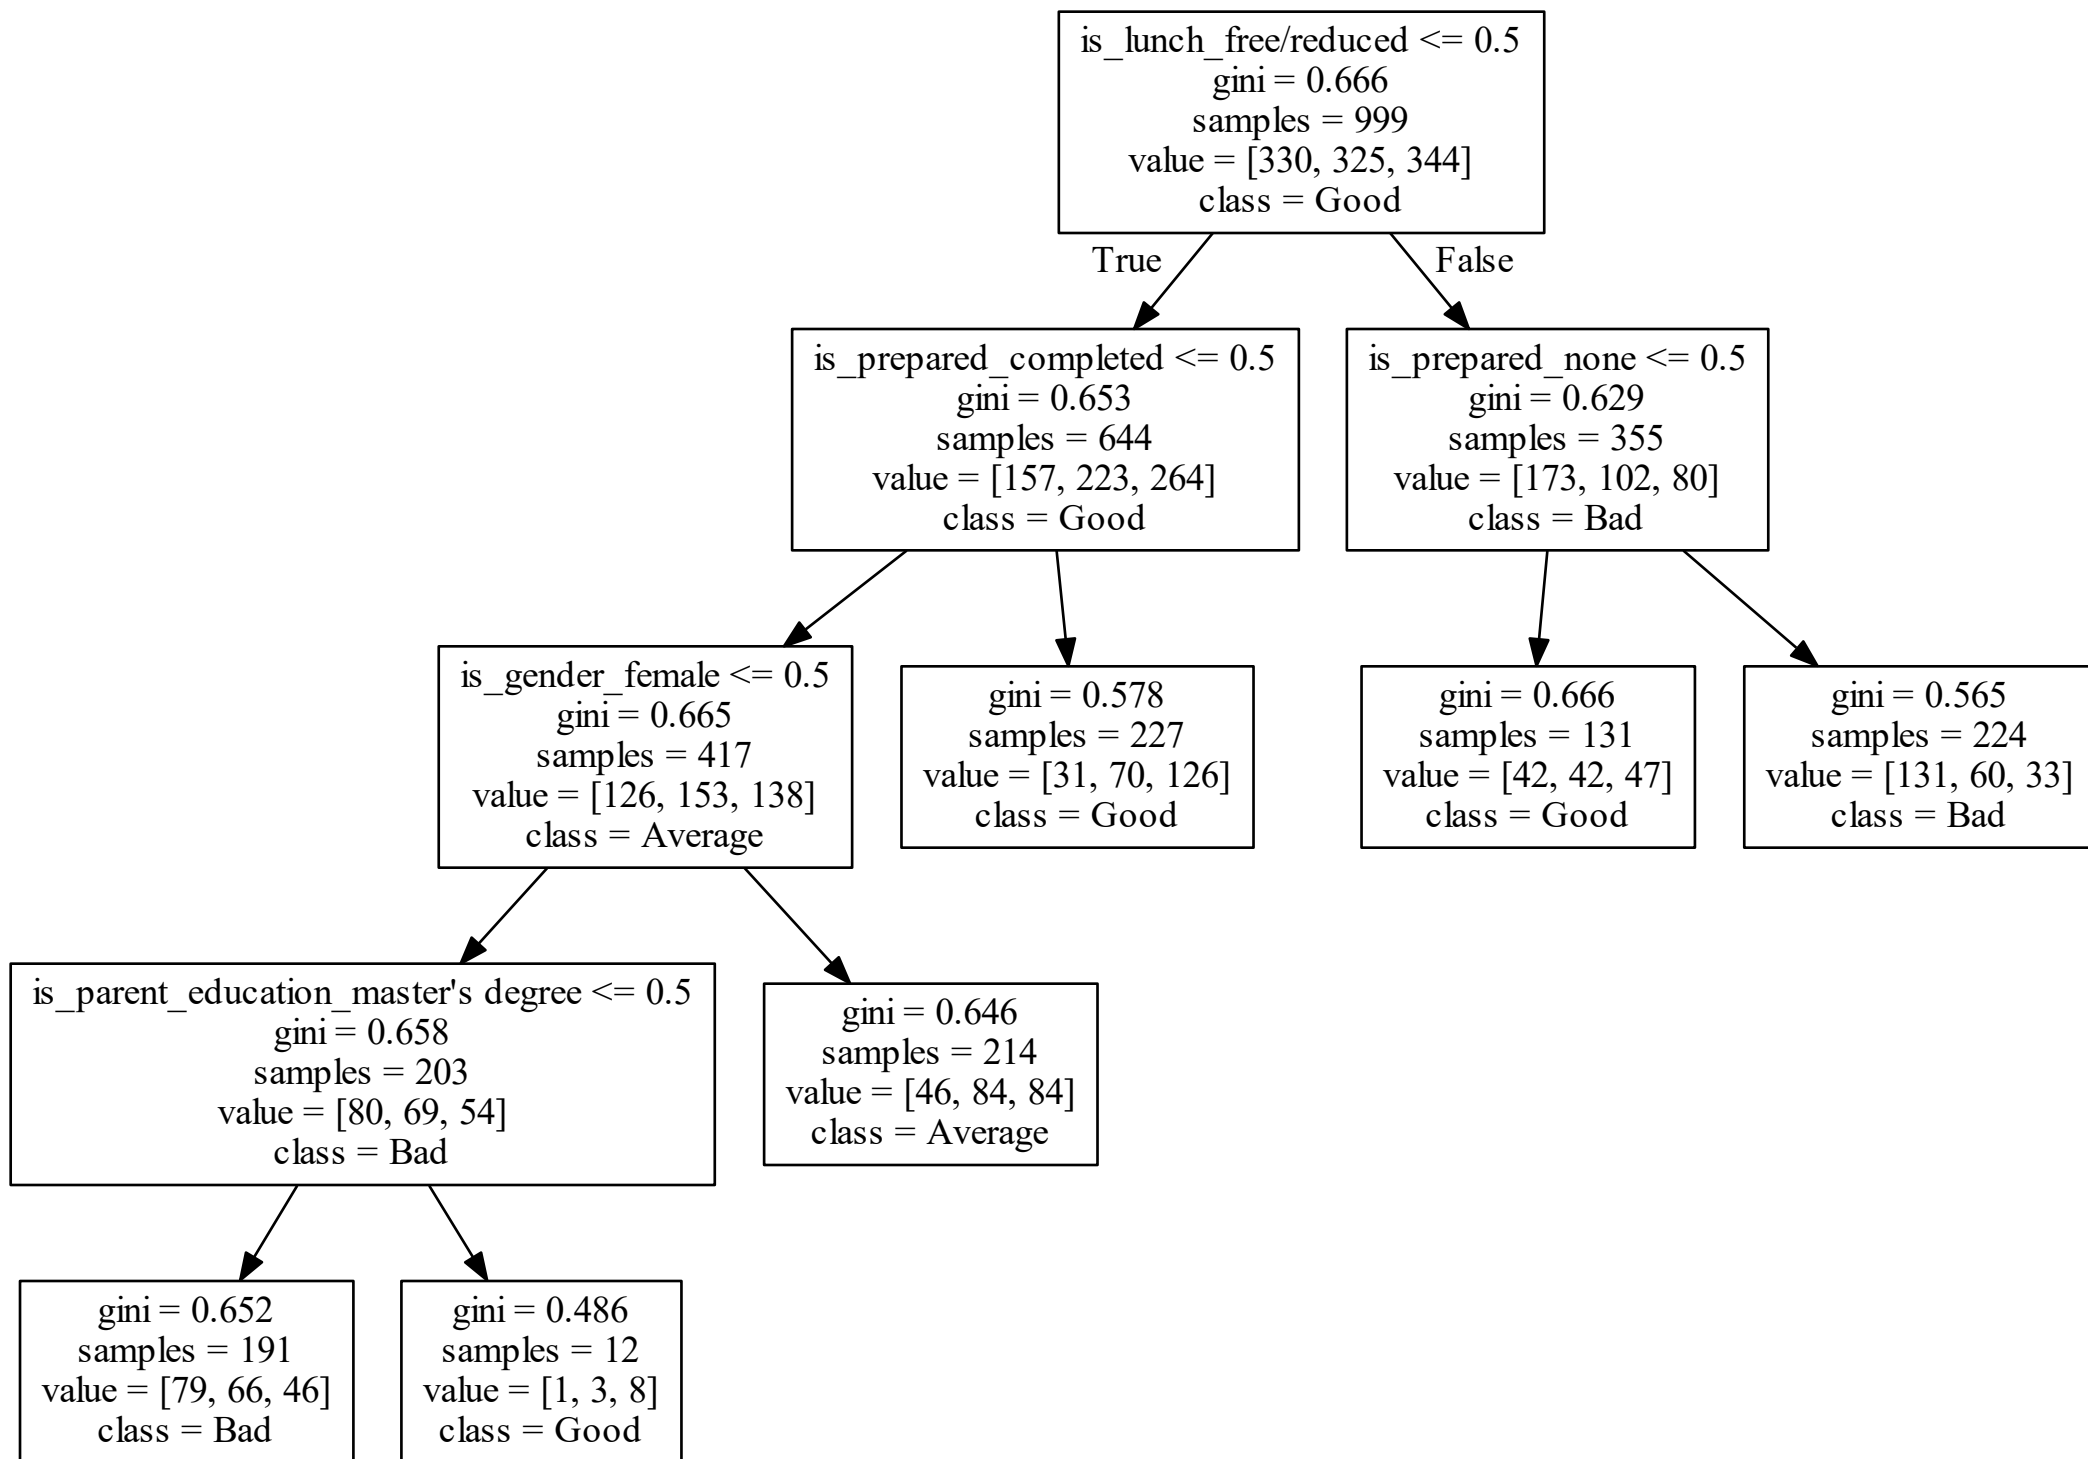 is_lunch_free/reduced <= 0.5
gini = 0.666
samples = 999
value = [330, 325, 344]
class = Good
True
False
is_prepared_completed <= 0.5
gini = 0.653
samples = 644
value = [157, 223, 264]
class = Good
is_prepared_none <= 0.5
gini = 0.629
samples = 355
value = [173, 102, 80]
class = Bad
is_gender_female <= 0.5
gini = 0.665
samples = 417
value = [126, 153, 138]
class = Average
gini = 0.578
samples = 227
value = [31, 70, 126]
class = Good
gini = 0.666
samples = 131
value = [42, 42, 47]
class = Good
gini = 0.565
samples = 224
value = [131, 60, 33]
class = Bad
is_parent_education_master's degree <= 0.5
gini = 0.658
samples = 203
value = [80, 69, 54]
class = Bad
gini = 0.646
samples = 214
value = [46, 84, 84]
class = Average
gini = 0.652
samples = 191
value = [79, 66, 46]
class = Bad
gini = 0.486
samples = 12
value = [1, 3, 8]
class = Good